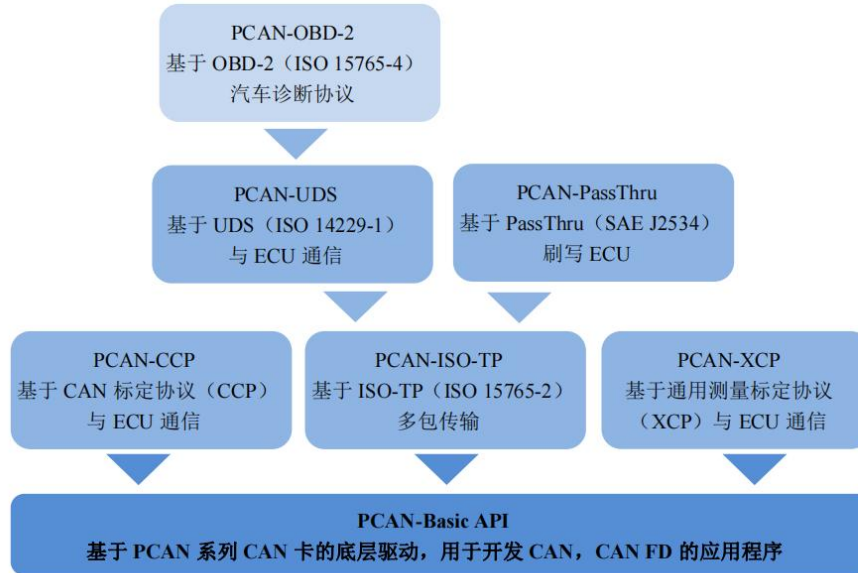 PCAN-OBD-2
基于 OBD-2（ISO 15765-4）
汽车诊断协议
PCAN-UDS
基于 UDS（ISO 14229-1）
与 ECU 通信
PCAN-PassThru
基于 PassThru（SAE J2534）
刷写 ECU
PCAN-CCP
基于 CAN 标定协议（CCP）
与 ECU 通信
PCAN-ISO-TP
基于 ISO-TP（ISO 15765-2）
多包传输
PCAN-XCP
基于通用测量标定协议
（XCP）与 ECU 通信
PCAN-Basic API
基于 PCAN 系列 CAN 卡的底层驱动，用于开发 CAN，CAN FD 的应用程序